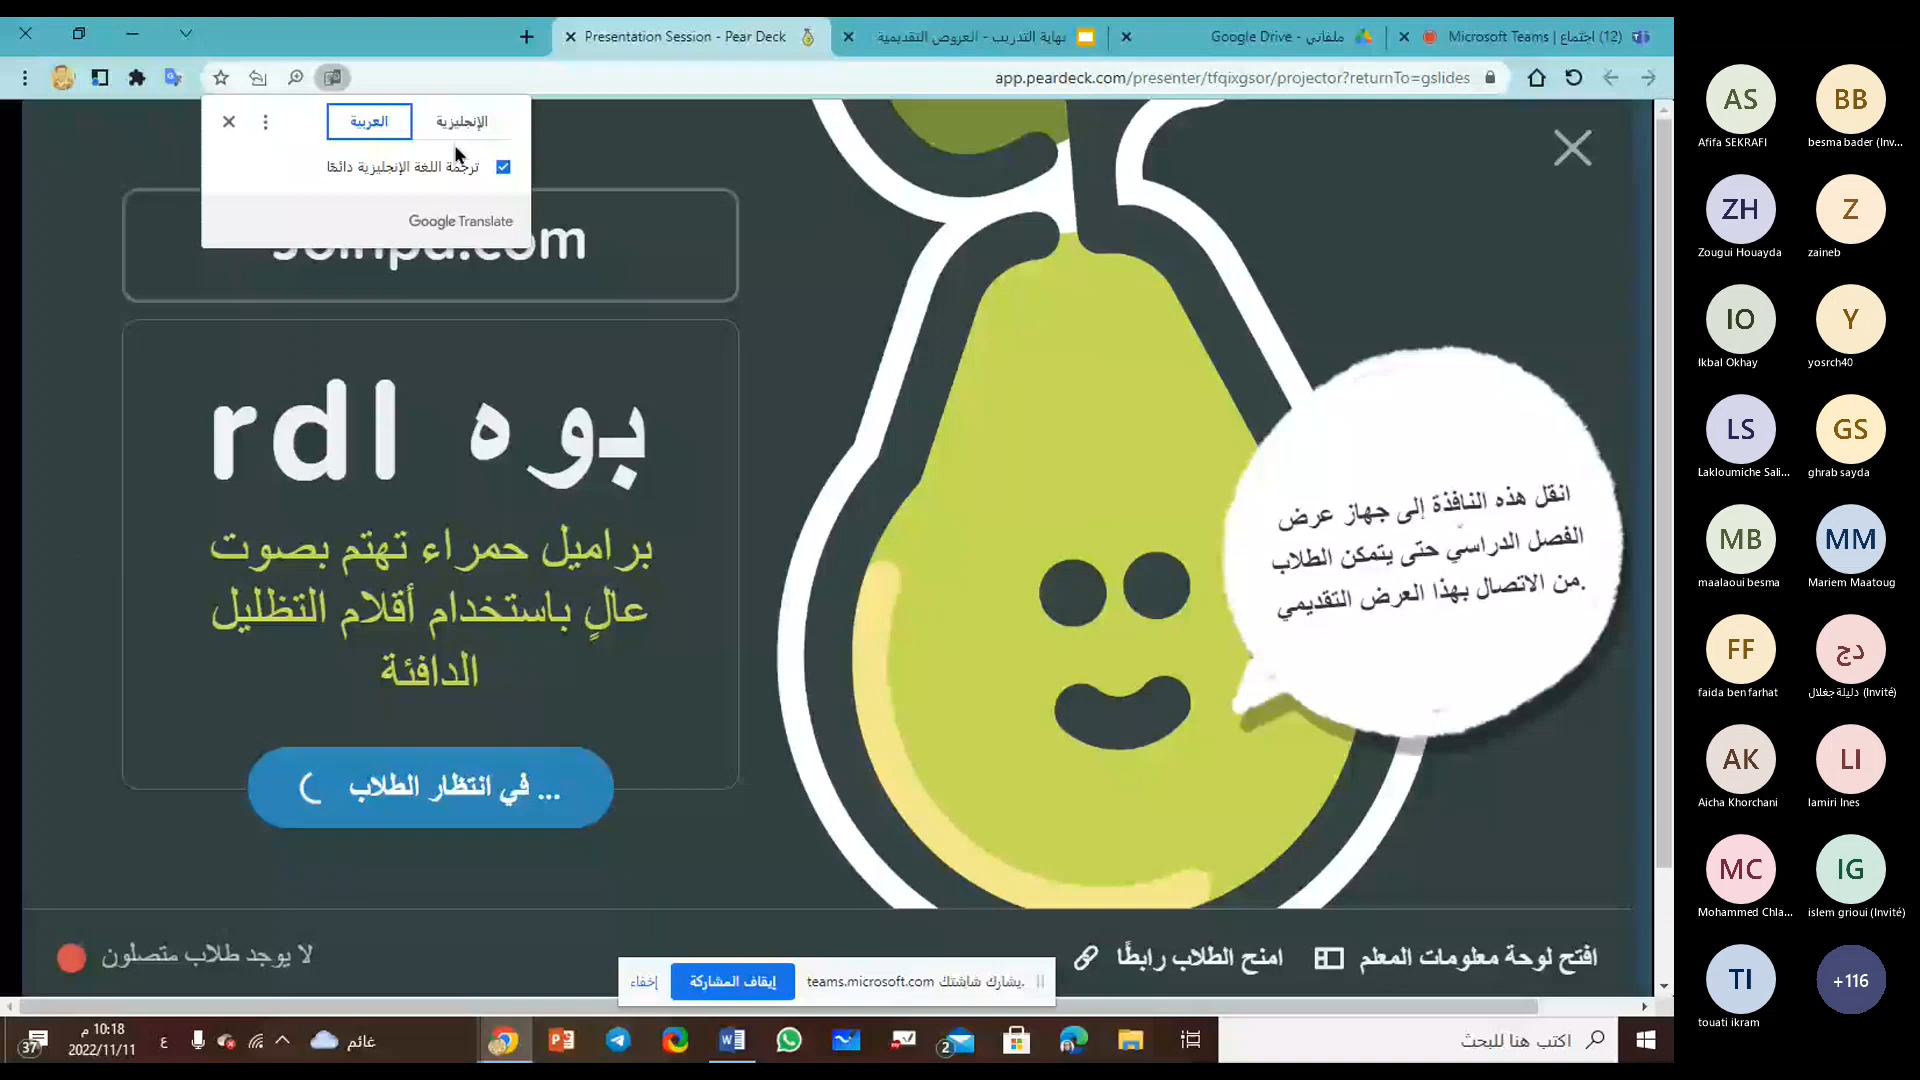 Presentation Session - Pear Deck
نهاية التدريب - العروض التقديمية
ملفاتي - Google Drive
(12) اجتماع | Microsoft Teams
app.peardeck.com/presenter/tfqixgsor/projector?returnTo=gslides
العربية
الإنجليزية
ترجمة اللغة الإنجليزية دائمًا
Google Translate
بوه rdl
براميل حمراء تهتم بصوت
عالٍ باستخدام أقلام التظليل
الدافئة
في انتظار الطلاب ...
انقل هذه النافذة إلى جهاز عرض
الفصل الدراسي حتى يتمكن الطلاب
من الاتصال بهذا العرض التقديمي.
لا يوجد طلاب متصلون
امنح الطلاب رابطًا
افتح لوحة معلومات المعلم
إخفاء
إيقاف المشاركة
teams.microsoft.com يشارك شاشتك.
37
10:18 م
2022/11/11
ع
غائم
2
اكتب هنا للبحث
AS
Afifa SEKRAFI
BB
besma bader (Inv...
ZH
Zougui Houayda
Z
zaineb
IO
Ikbal Okhay
Y
yosrch40
LS
Lakloumiche Sali...
GS
ghrab sayda
MB
maalaoui besma
MM
Mariem Maatoug
FF
faida ben farhat
دج
دليلة جغلال (Invité)
AK
Aicha Khorchani
LI
lamiri Ines
MC
Mohammed Chla...
IG
islem grioui (Invité)
TI
touati ikram
+116